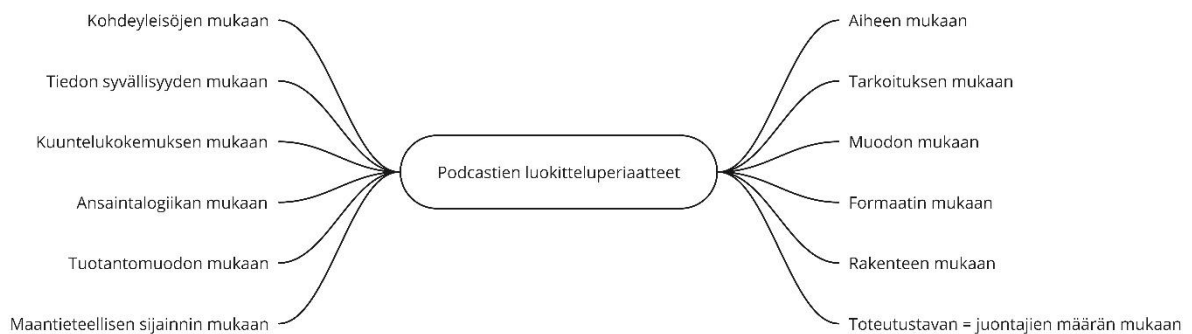 Kohdeyleisöjen mukaan
Tiedon syvällisyyden mukaan
Kuuntelukokemuksen mukaan
Ansaintalogiikan mukaan
Tuotantomuodon mukaan
Maantieteellisen sijainnin mukaan
Podcastien luokitteluperiaatteet
Aiheen mukaan
Tarkoituksen mukaan
Muodon mukaan
Formaatin mukaan
Rakenteen mukaan
Toteutustavan = juontajien määrän mukaan